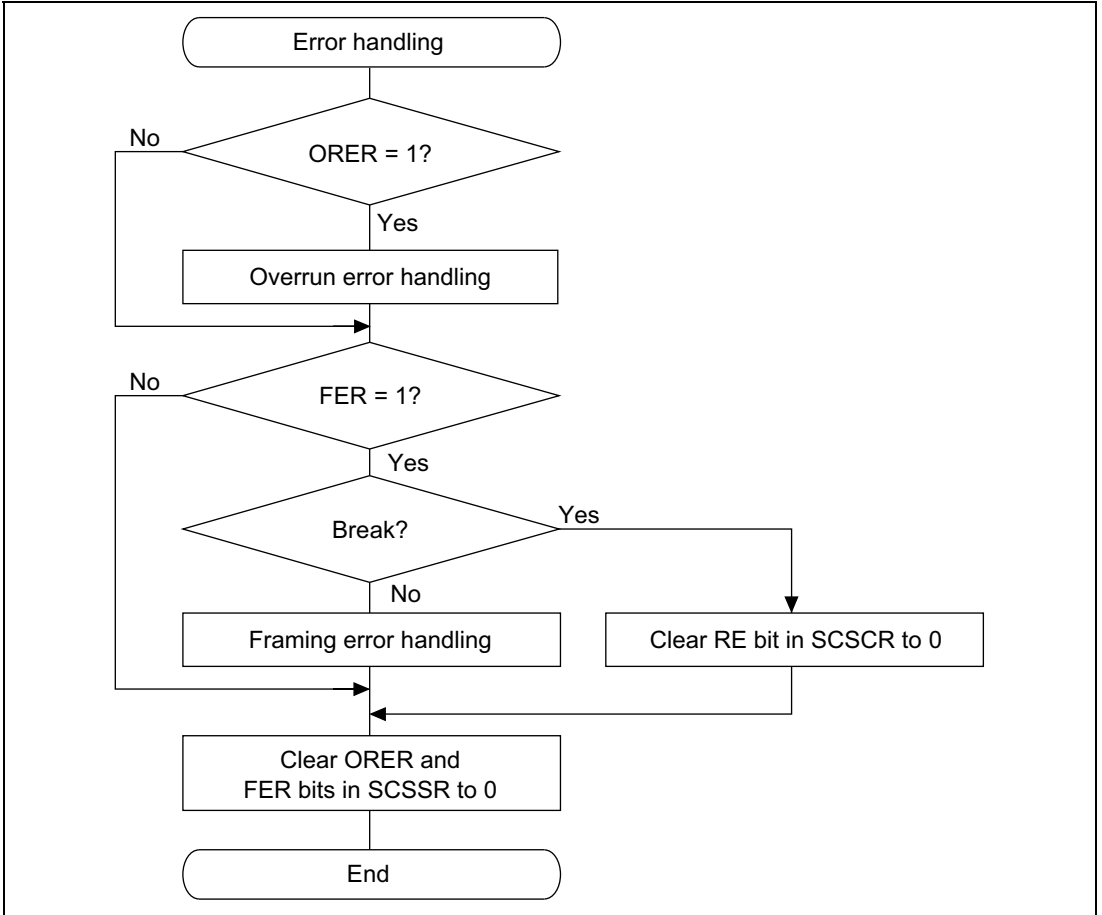 Error handling
No
ORER = 1?
Yes
Overrun error handling
No
FER = 1?
Yes
Break?
Yes
No
Framing error handling
Clear RE bit in SCSCR to 0
Clear ORER and
FER bits in SCSSR to 0
End